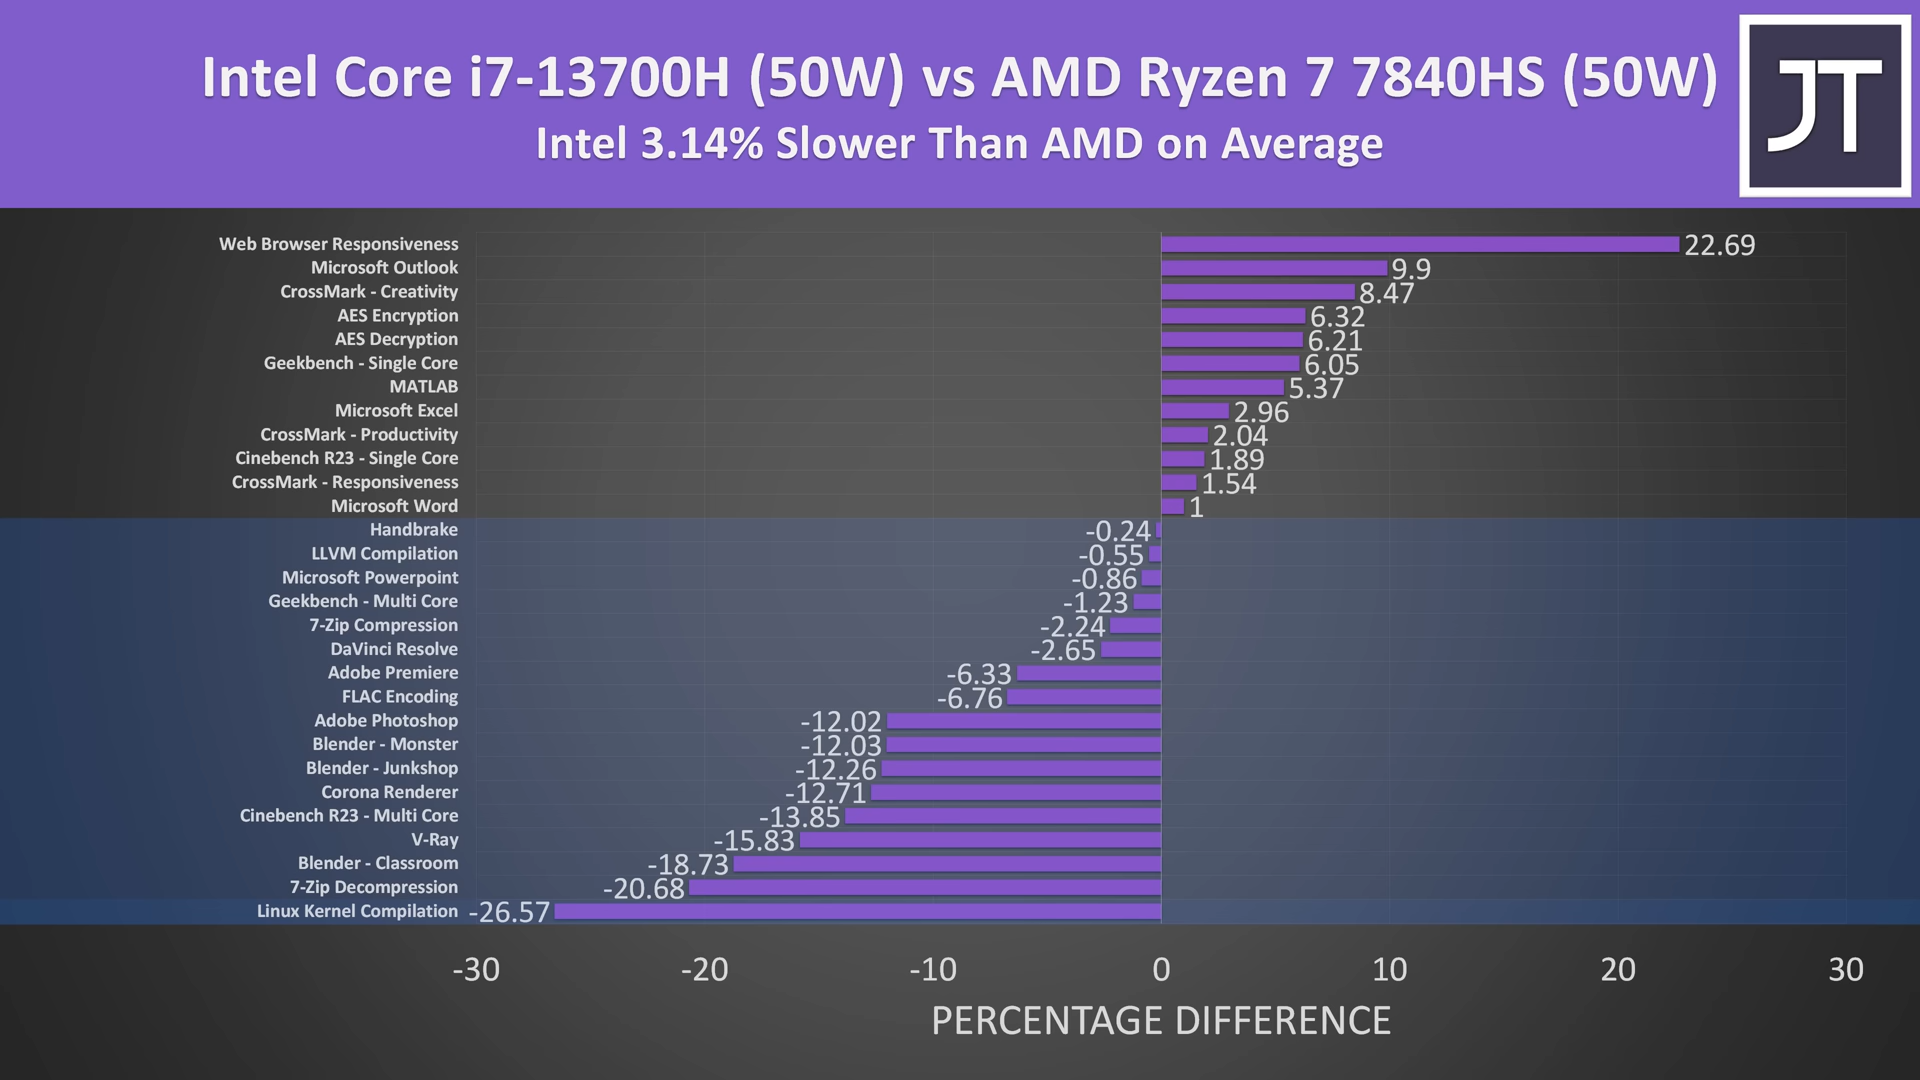 Intel Core i7-13700H (50W) vs AMD Ryzen 7 7840HS (50W)
JT
Intel 3.14% Slower Than AMD on Average
Web Browser Responsiveness 22.69
Microsoft Outlook 9.9
CrossMark - Creativity 8.47
AES Encryption 6.32
AES Decryption 6.21
Geekbench - Single Core 6.05
MATLAB 5.37
Microsoft Excel 2.96
CrossMark - Productivity 2.04
Cinebench R23 - Single Core 1.89
CrossMark - Responsiveness 1.54
Microsoft Word 1
Handbrake -0.24
LLVM Compilation -0.55
Microsoft Powerpoint -0.86
Geekbench - Multi Core -1.23
7-Zip Compression -2.24
DaVinci Resolve -2.65
Adobe Premiere -6.33
FLAC Encoding -6.76
Adobe Photoshop -12.02
Blender - Monster -12.03
Blender - Junkshop -12.26
Corona Renderer -12.71
Cinebench R23 - Multi Core -13.85
V-Ray -15.83
Blender - Classroom -18.73
7-Zip Decompression -20.68
Linux Kernel Compilation -26.57
-30 -20 -10 0 10 20 30
PERCENTAGE DIFFERENCE